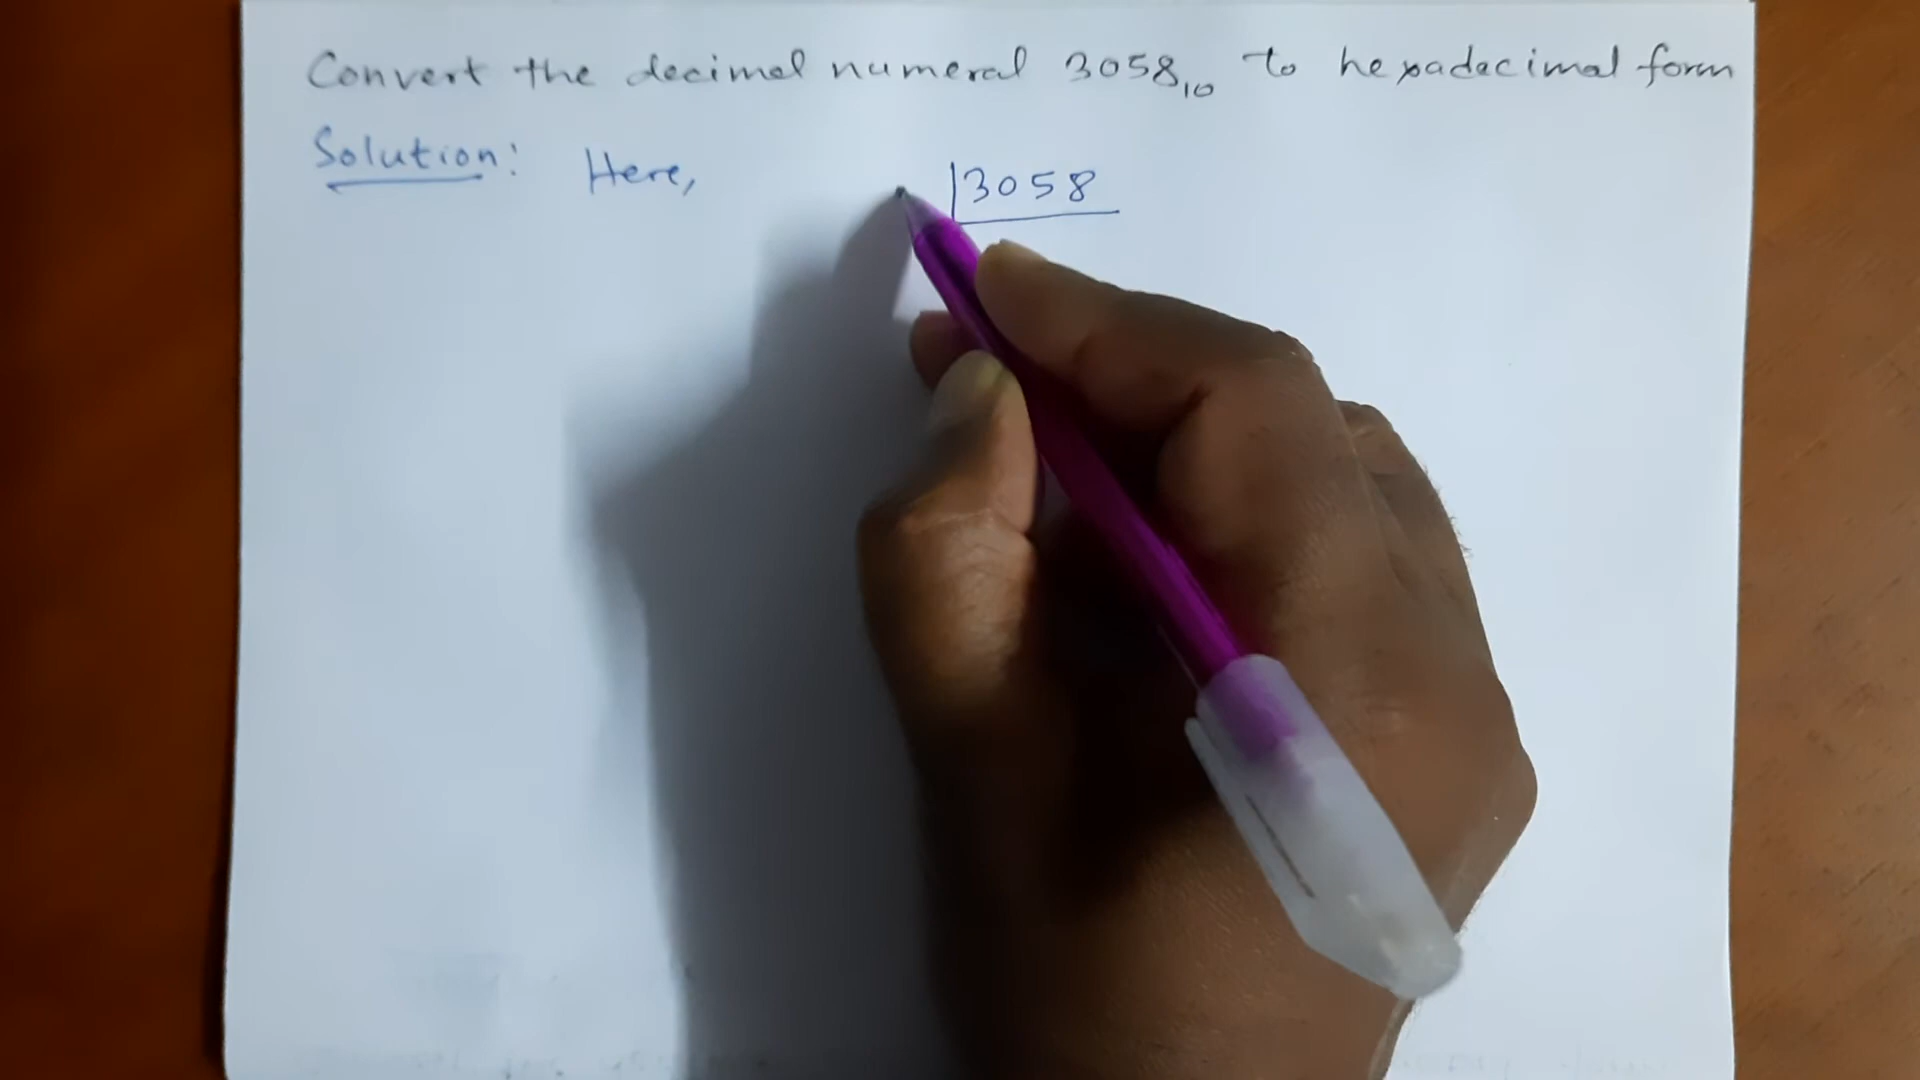 Convert the decimal numeral 3058₁₀ to hexadecimal form
Solution: Here, 3058